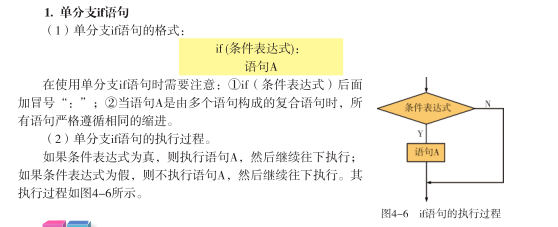 1. 单分支if语句
（1）单分支if语句的格式：
if (条件表达式)：
语句A
在使用单分支if语句时需要注意：①if（条件表达式）后面
加冒号“：”；②当语句A是由多个语句构成的复合语句时，所
有语句严格遵循相同的缩进。
（2）单分支if语句的执行过程。
如果条件表达式为真，则执行语句A，然后继续往下执行；
如果条件表达式为假，则不执行语句A，然后继续往下执行。其
执行过程如图4-6所示。
条件表达式
N
Y
语句A
图4-6 if语句的执行过程